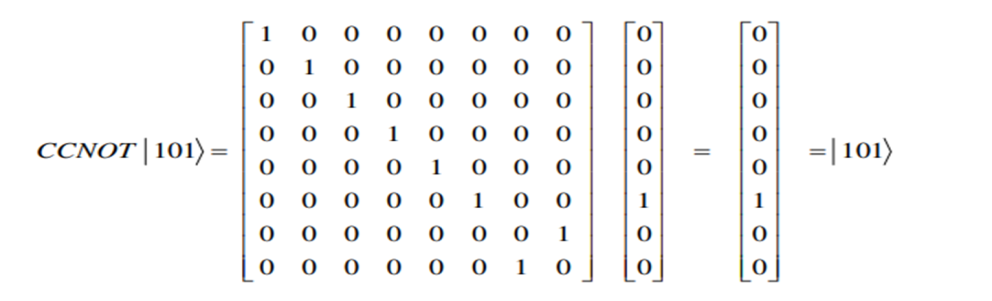 1 0 0 0 0 0 0 0 0 0
0 1 0 0 0 0 0 0 0 0
0 0 1 0 0 0 0 0 0 0
0 0 0 1 0 0 0 0 0 0
CCNOT |101⟩ = = =|101⟩
0 0 0 0 1 0 0 0 0 0
0 0 0 0 0 1 0 0 1 1
0 0 0 0 0 0 0 1 0 0
0 0 0 0 0 0 1 0 0 0